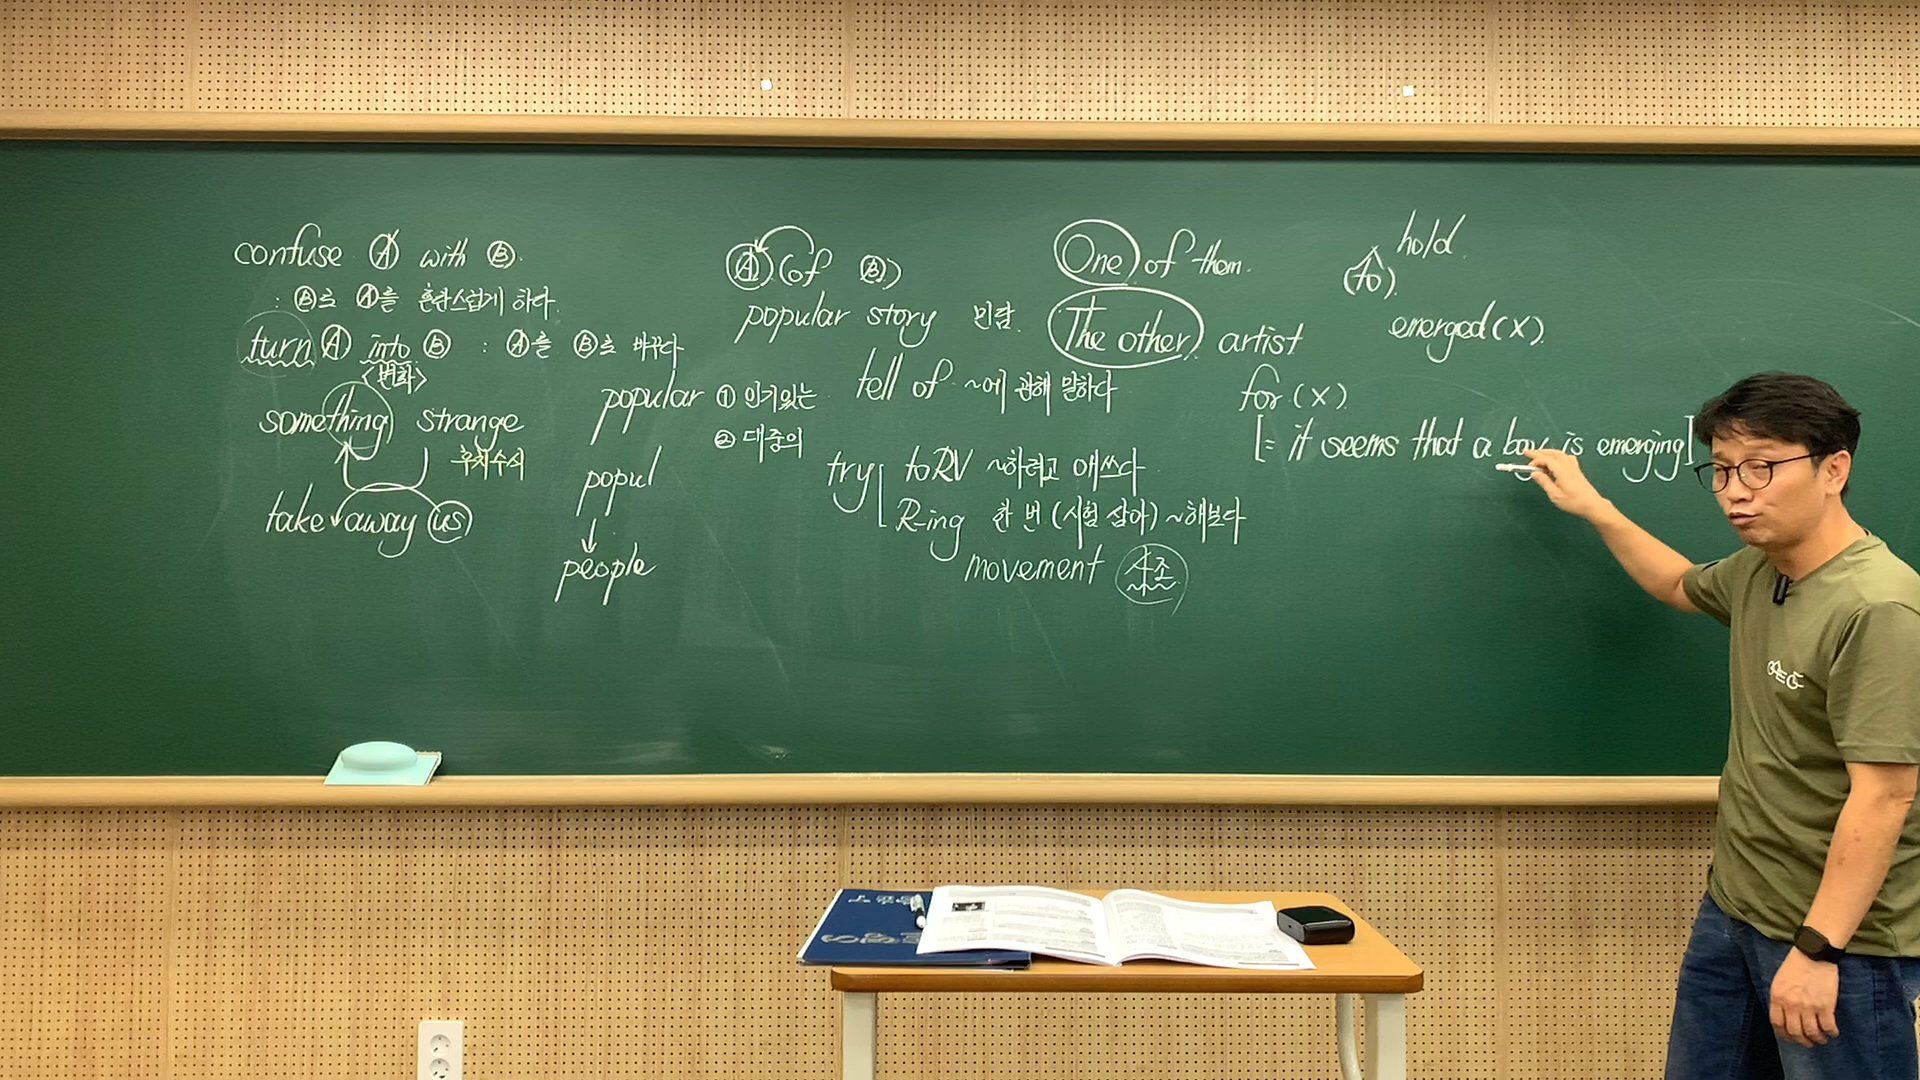 confuse Ⓐ with Ⓑ.
: Ⓑ로 Ⓐ를 혼란스럽게 하다.
turn Ⓐ into Ⓑ : Ⓐ를 Ⓑ로 바꾸다
<변화>
something strange
후치수식
take away us
popular ① 인기있는
② 대중의
popul
↓
people
Ⓐ (of Ⓑ)
popular story 민담.
tell of ~에 관해 말하다
try toRV ~하려고 애쓰다
R-ing 한 번 (시험 삼아) ~해보다
movement 사조
One of them.
The other artist
hold.
(to).
emerged (X).
for (X).
[= it seems that a boy is emerging]